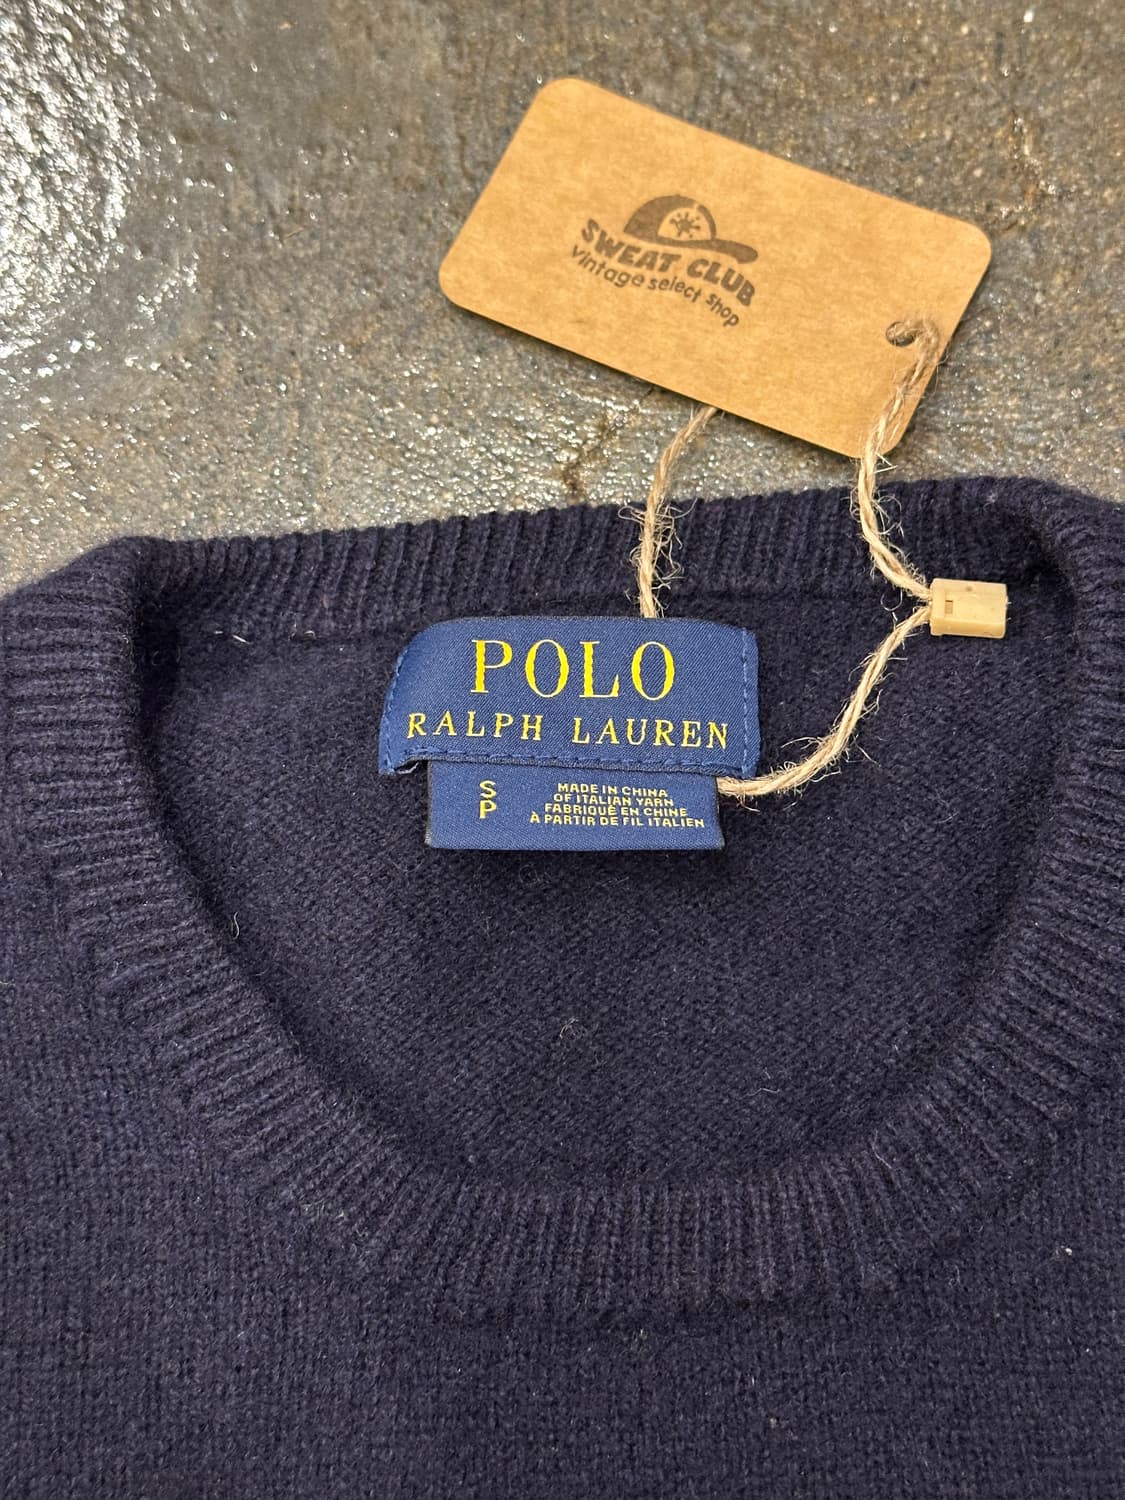 SWEAT CLUB
vintage select shop
POLO
RALPH LAUREN
S
P
MADE IN CHINA
OF ITALIAN YARN
FABRIQUÉ EN CHINE
À PARTIR DE FIL ITALIEN